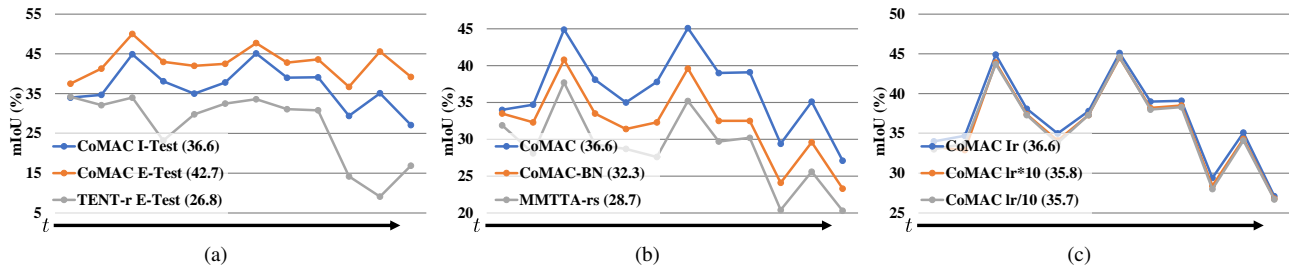 55
45
35
25
15
5
mIoU (%)
CoMAC I-Test (36.6)
CoMAC E-Test (42.7)
TENT-r E-Test (26.8)
t
(a)
45
40
35
30
25
20
mIoU (%)
CoMAC (36.6)
CoMAC-BN (32.3)
MMTTA-rs (28.7)
t
(b)
50
45
40
35
30
25
mIoU (%)
CoMAC lr (36.6)
CoMAC lr*10 (35.8)
CoMAC lr/10 (35.7)
t
(c)